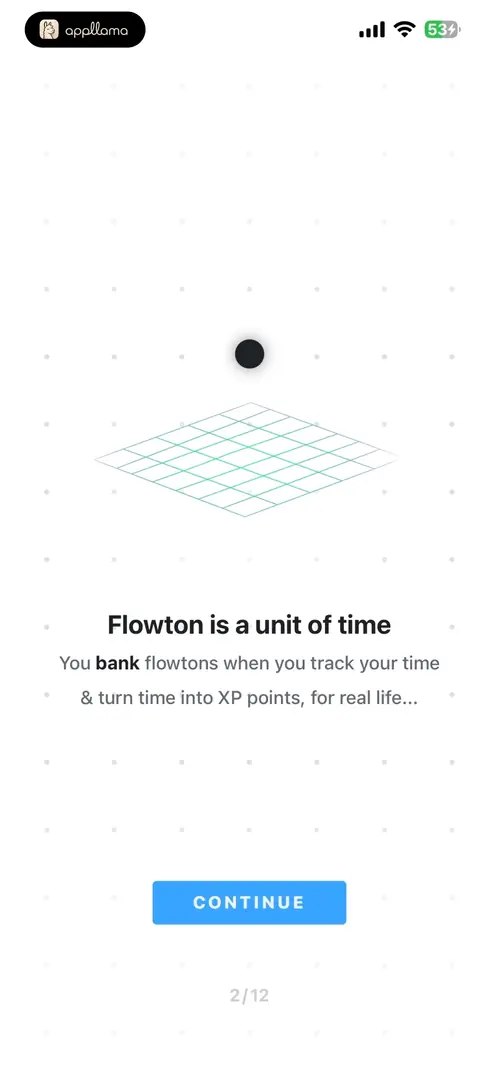 appllama
53
Flowton is a unit of time
You bank flowtons when you track your time
& turn time into XP points, for real life...
CONTINUE
2/12